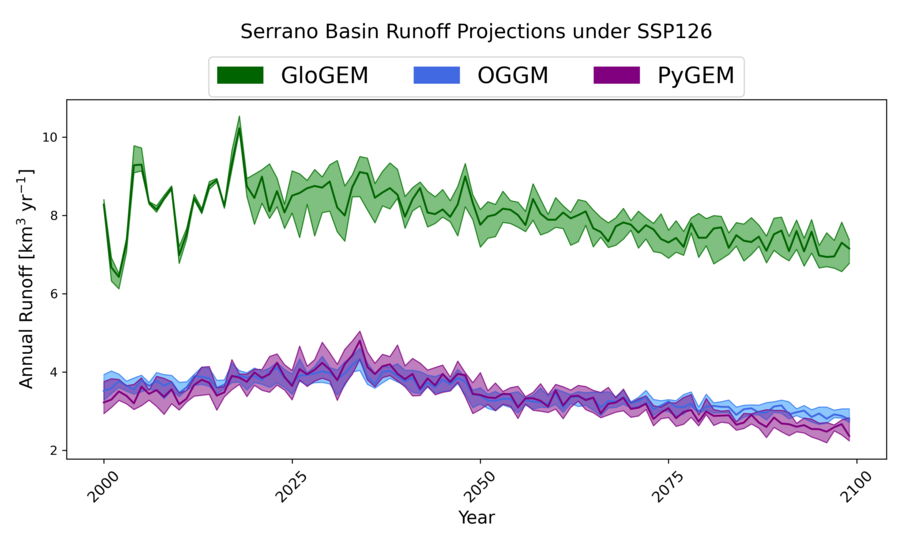 Serrano Basin Runoff Projections under SSP126
GloGEM OGGM PyGEM
Annual Runoff [km³ yr⁻¹]
10
8
6
4
2
2000 2025 2050 2075 2100
Year